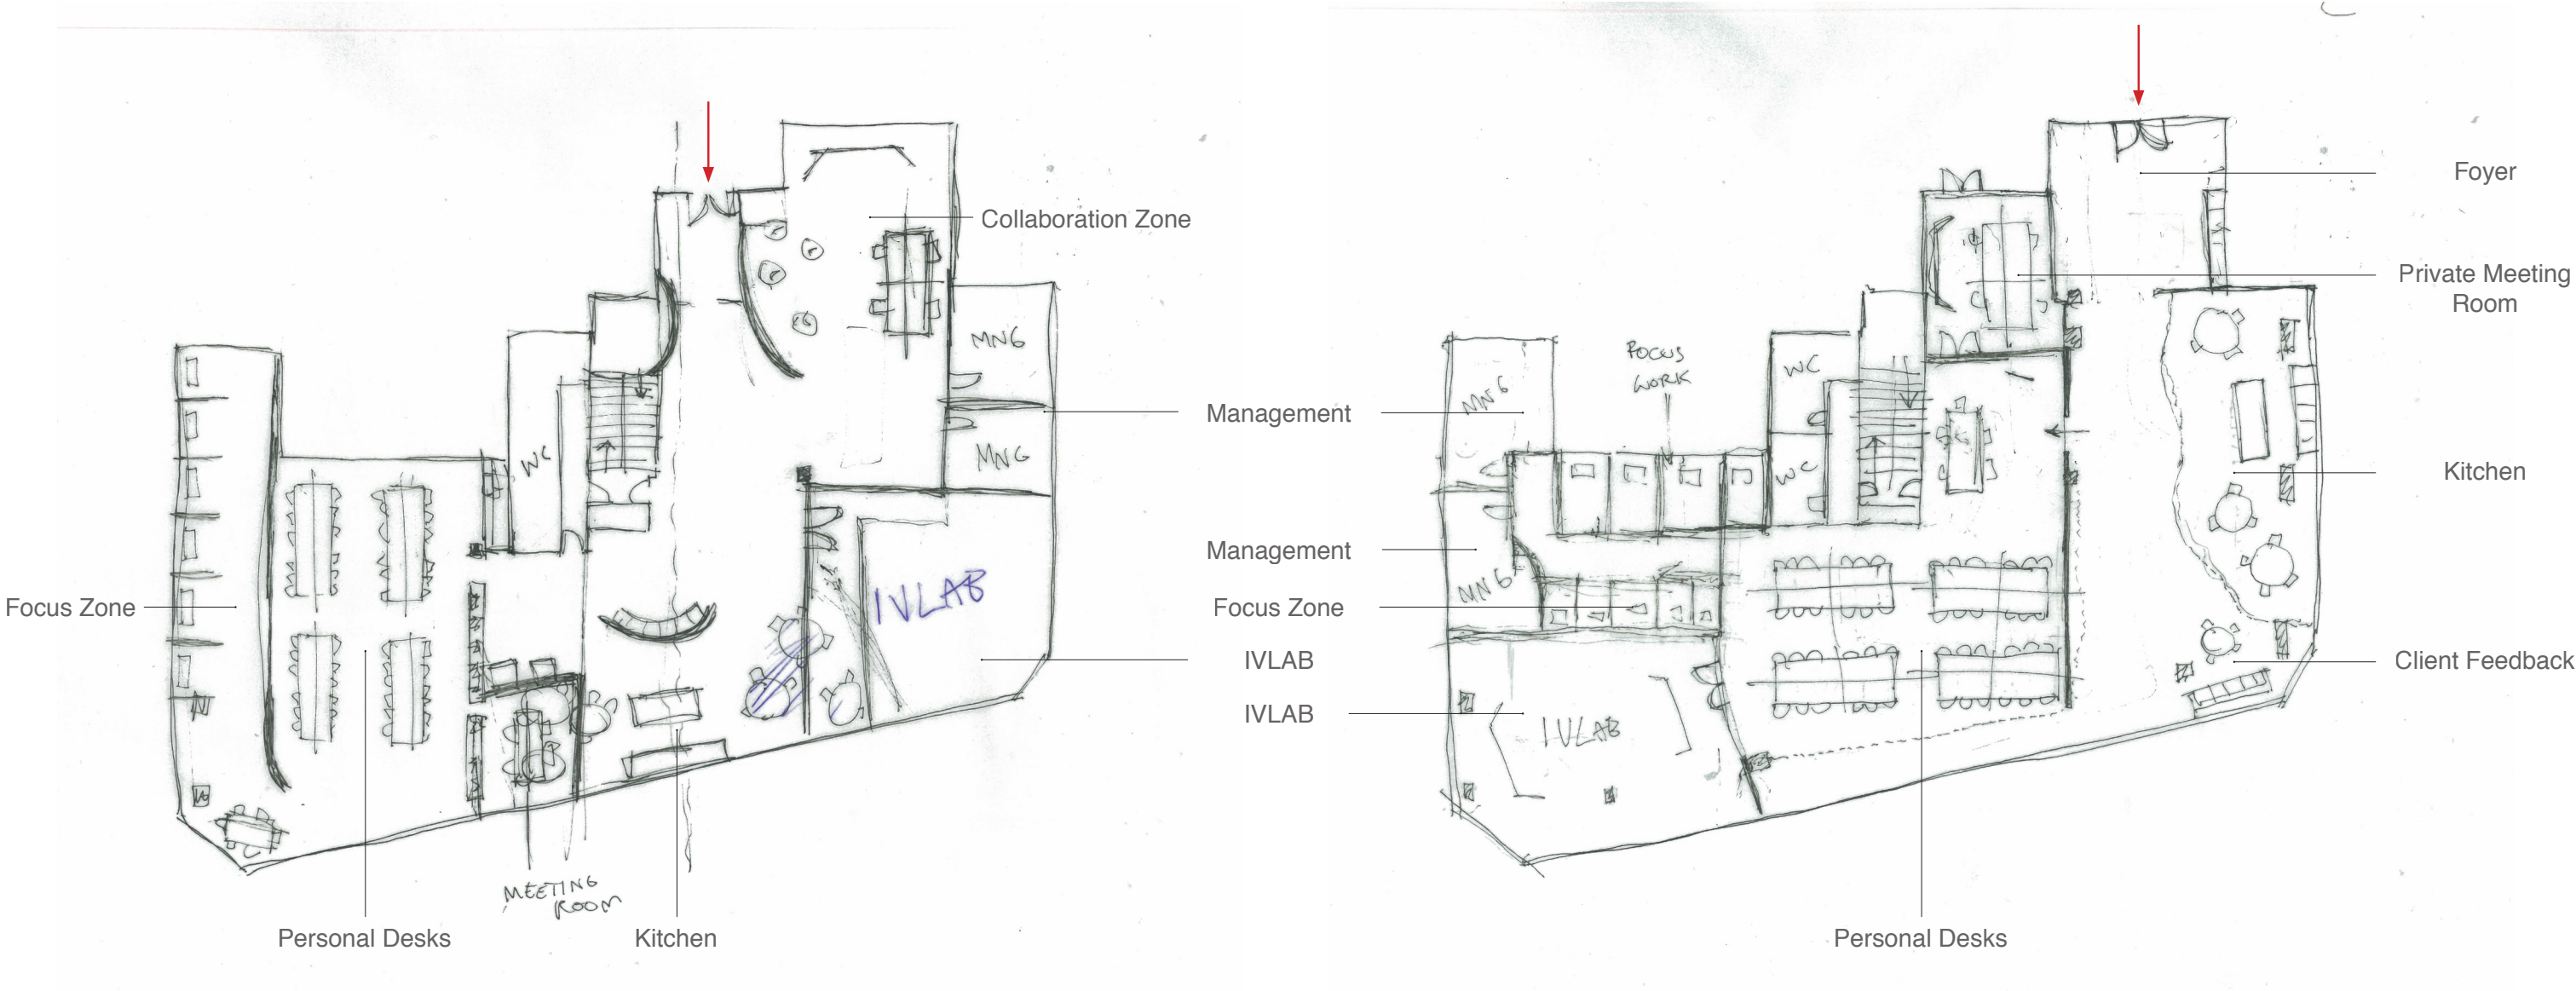 Collaboration Zone
MNG
MNG
WC
Focus Zone
IVLAB
MEETING
ROOM
Personal Desks
Kitchen
Management
Management
Focus Zone
IVLAB
IVLAB
Foyer
Private Meeting
Room
FOCUS
WORK
WC
MNG
WC
Kitchen
MNG
Client Feedback
IVLAB
Personal Desks